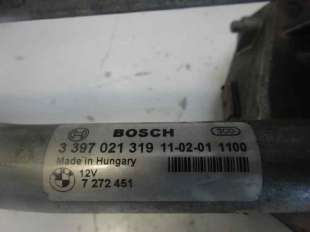 BOSCH
3 397 021 319 11-02-01 1100
Made in Hungary
12V
7 272 451